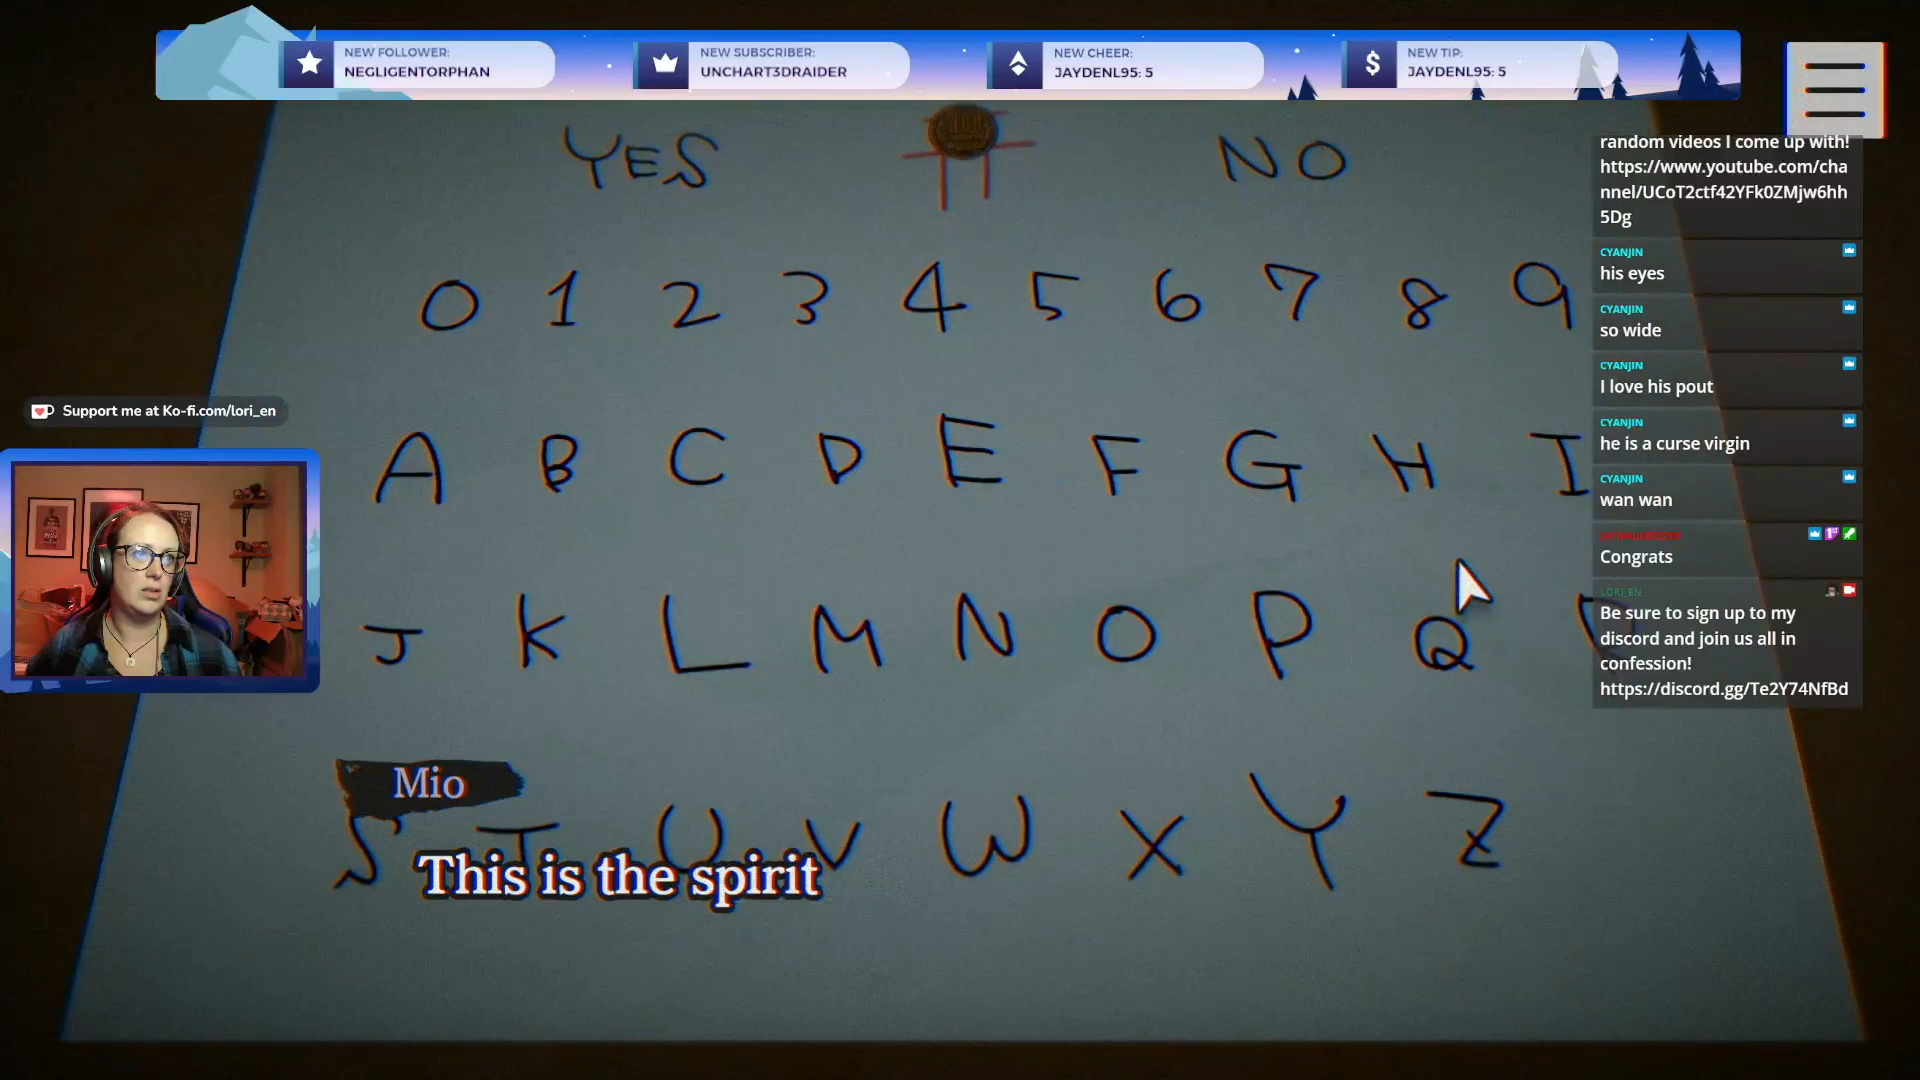 NEW FOLLOWER:
NEGLIGENTORPHAN
NEW SUBSCRIBER:
UNCHART3DRAIDER
NEW CHEER:
JAYDENL95: 5
NEW TIP:
JAYDENL95: 5
YES NO
0 1 2 3 4 5 6 7 8 9
A B C D E F G H I
J K L M N O P Q R
S T U V W X Y Z
Mio
This is the spirit
Support me at Ko-fi.com/lori_en
random videos I come up with!
https://www.youtube.com/cha
nnel/UCoT2ctf42YFk0ZMjw6hh
5Dg
CYANJIN
his eyes
CYANJIN
so wide
CYANJIN
I love his pout
CYANJIN
he is a curse virgin
CYANJIN
wan wan
Congrats
LORI_EN
Be sure to sign up to my
discord and join us all in
confession!
https://discord.gg/Te2Y74NfBd